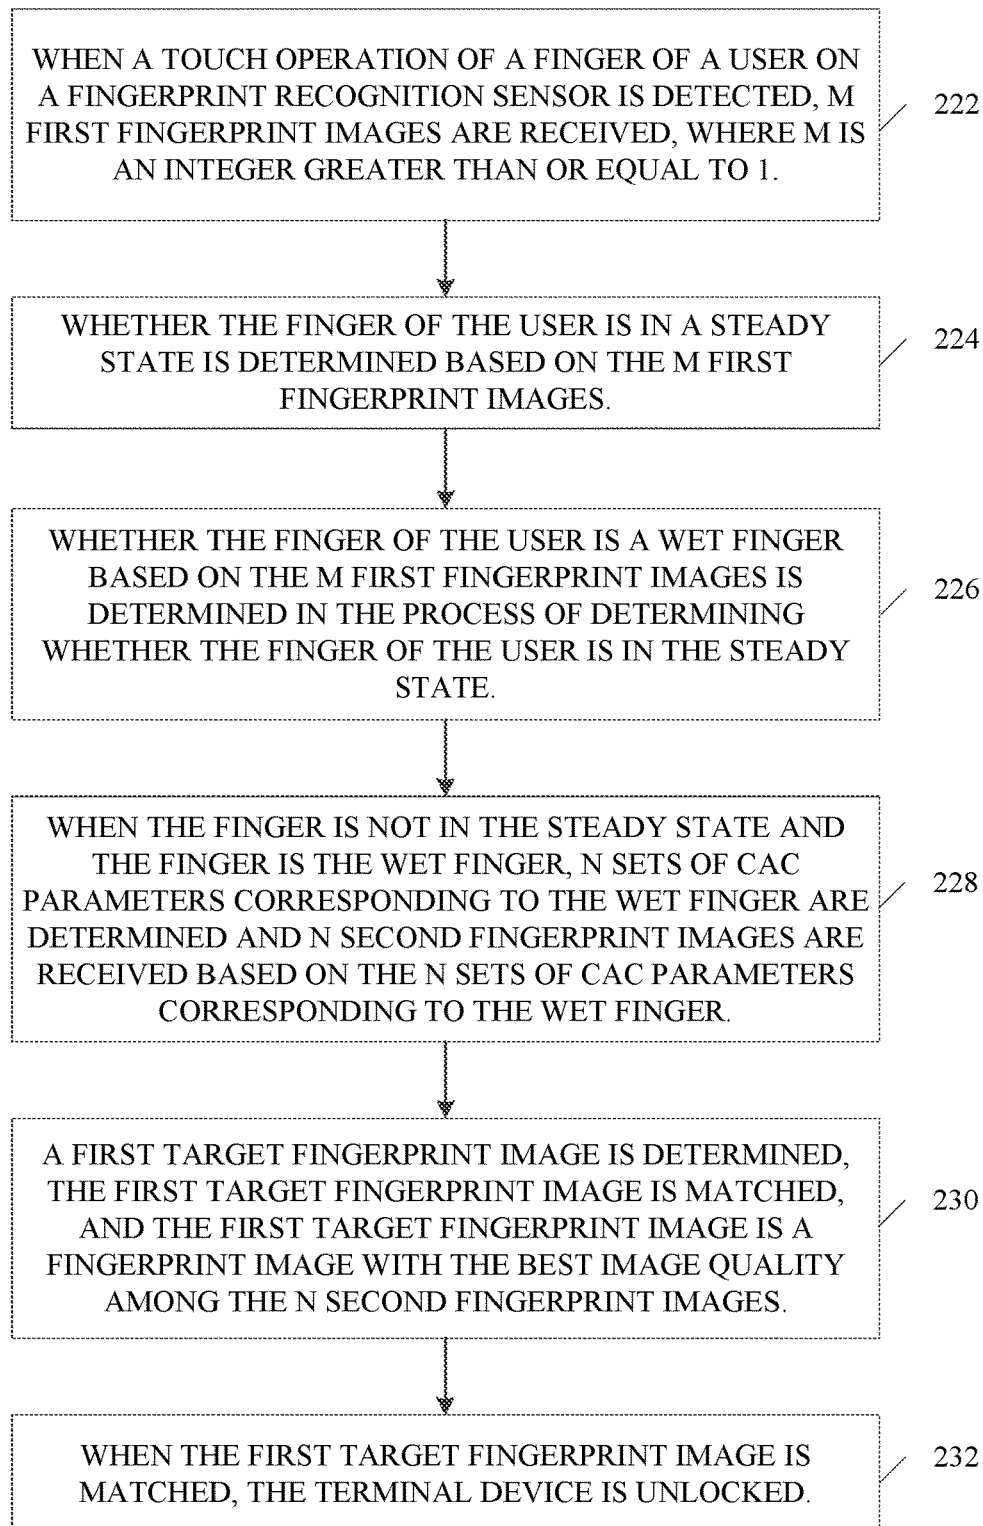 WHEN A TOUCH OPERATION OF A FINGER OF A USER ON
A FINGERPRINT RECOGNITION SENSOR IS DETECTED, M
FIRST FINGERPRINT IMAGES ARE RECEIVED, WHERE M IS
AN INTEGER GREATER THAN OR EQUAL TO 1.
222
WHETHER THE FINGER OF THE USER IS IN A STEADY
STATE IS DETERMINED BASED ON THE M FIRST
FINGERPRINT IMAGES.
224
WHETHER THE FINGER OF THE USER IS A WET FINGER
BASED ON THE M FIRST FINGERPRINT IMAGES IS
DETERMINED IN THE PROCESS OF DETERMINING
WHETHER THE FINGER OF THE USER IS IN THE STEADY
STATE.
226
WHEN THE FINGER IS NOT IN THE STEADY STATE AND
THE FINGER IS THE WET FINGER, N SETS OF CAC
PARAMETERS CORRESPONDING TO THE WET FINGER ARE
DETERMINED AND N SECOND FINGERPRINT IMAGES ARE
RECEIVED BASED ON THE N SETS OF CAC PARAMETERS
CORRESPONDING TO THE WET FINGER.
228
A FIRST TARGET FINGERPRINT IMAGE IS DETERMINED,
THE FIRST TARGET FINGERPRINT IMAGE IS MATCHED,
AND THE FIRST TARGET FINGERPRINT IMAGE IS A
FINGERPRINT IMAGE WITH THE BEST IMAGE QUALITY
AMONG THE N SECOND FINGERPRINT IMAGES.
230
WHEN THE FIRST TARGET FINGERPRINT IMAGE IS
MATCHED, THE TERMINAL DEVICE IS UNLOCKED.
232